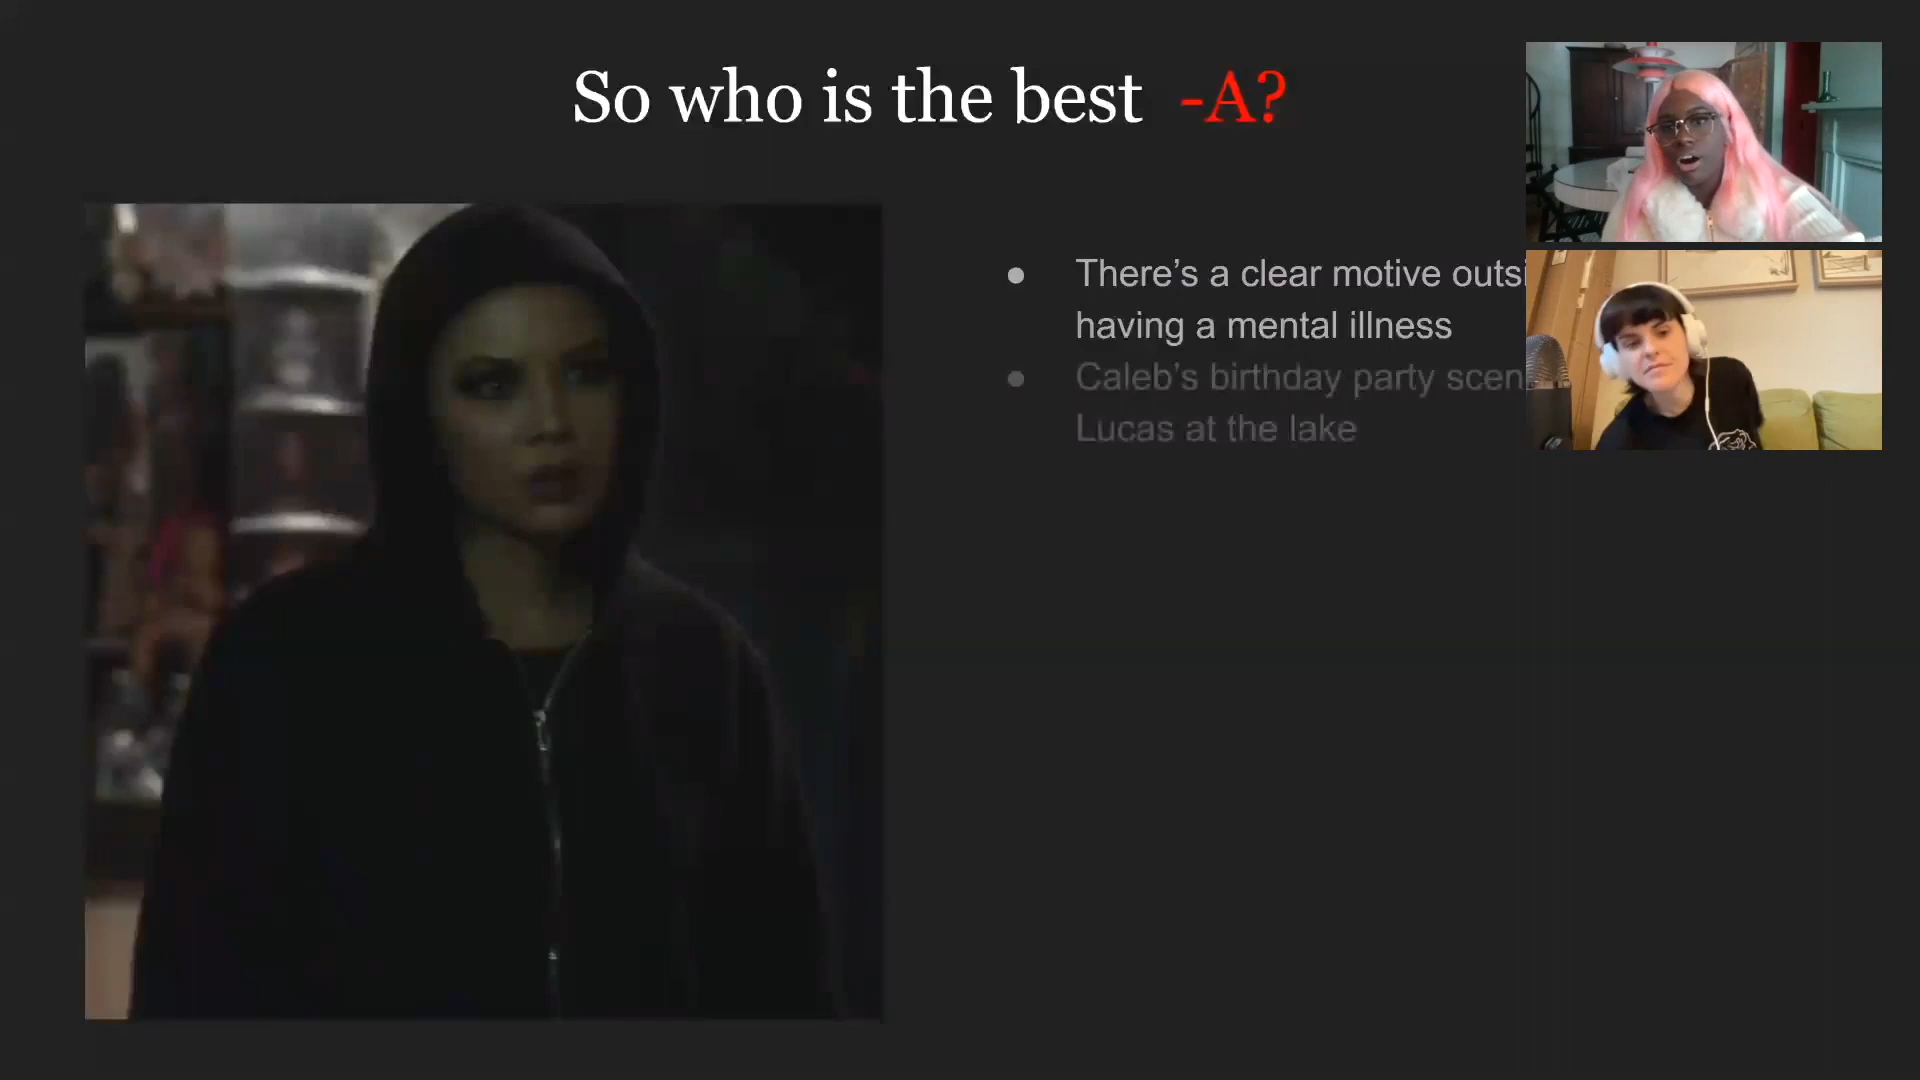 So who is the best -A?
● There’s a clear motive outsi
having a mental illness
● Caleb’s birthday party scen
Lucas at the lake